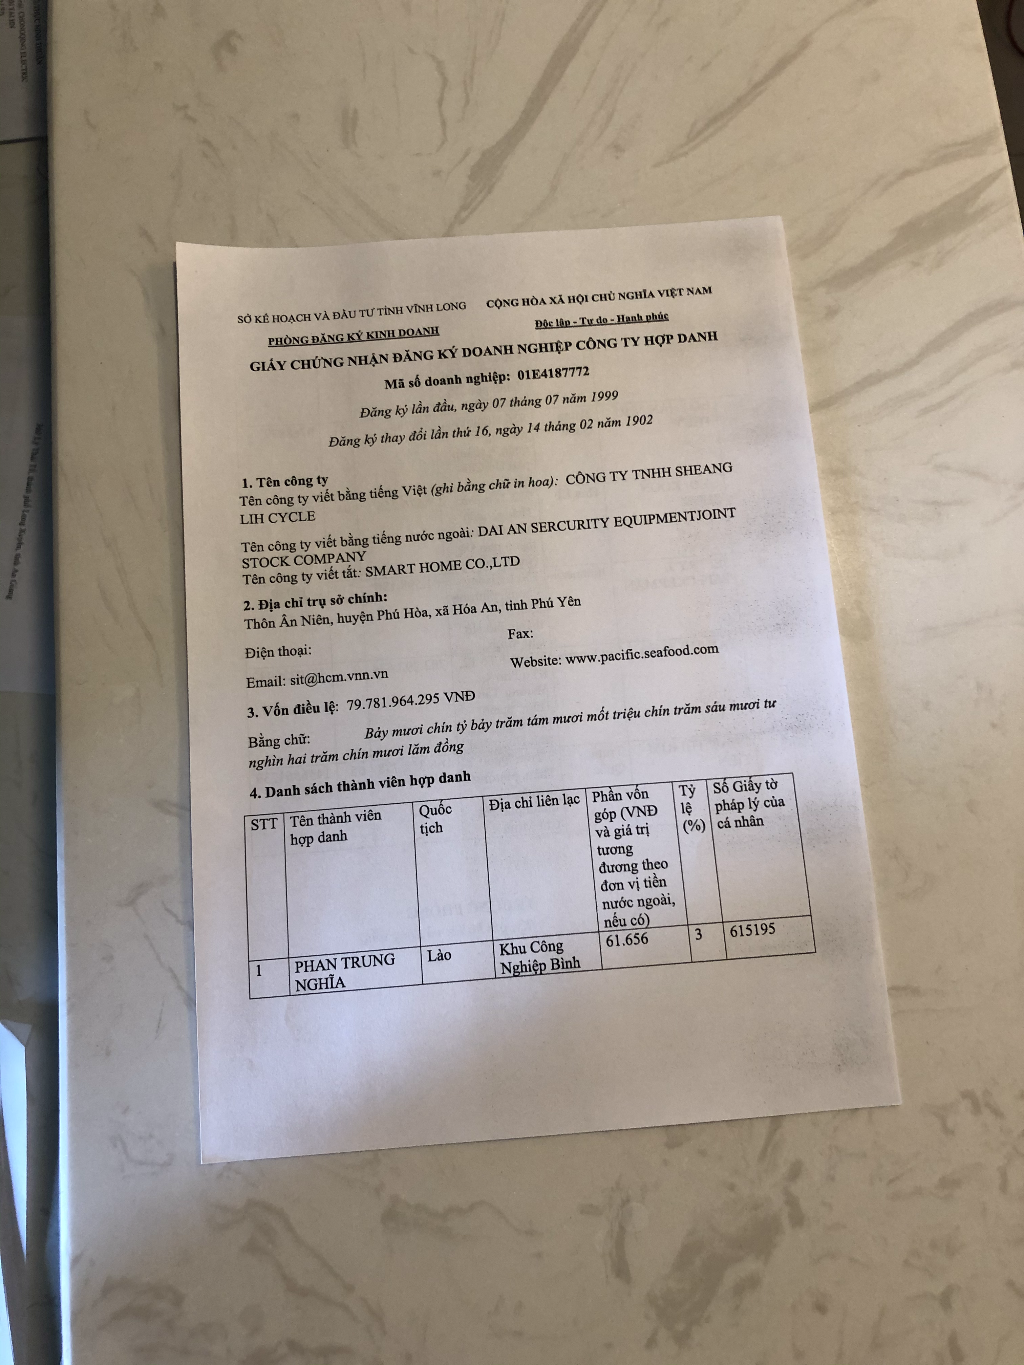 SỞ KẾ HOẠCH VÀ ĐẦU TƯ TỈNH VĨNH LONG
CỘNG HÒA XÃ HỘI CHỦ NGHĨA VIỆT NAM
PHÒNG ĐĂNG KÝ KINH DOANH
Độc lập - Tự do - Hạnh phúc
GIẤY CHỨNG NHẬN ĐĂNG KÝ DOANH NGHIỆP CÔNG TY HỢP DANH
Mã số doanh nghiệp: 01E4187772
Đăng ký lần đầu, ngày 07 tháng 07 năm 1999
Đăng ký thay đổi lần thứ 16, ngày 14 tháng 02 năm 1902
1. Tên công ty
Tên công ty viết bằng tiếng Việt (ghi bằng chữ in hoa): CÔNG TY TNHH SHEANG
LIH CYCLE
Tên công ty viết bằng tiếng nước ngoài: DAI AN SERCURITY EQUIPMENTJOINT
STOCK COMPANY
Tên công ty viết tắt: SMART HOME CO.,LTD
2. Địa chỉ trụ sở chính:
Thôn Ân Niên, huyện Phú Hòa, xã Hóa An, tỉnh Phú Yên
Điện thoại:
Fax:
Email: sit@hcm.vnn.vn
Website: www.pacific.seafood.com
3. Vốn điều lệ: 79.781.964.295 VNĐ
Bằng chữ: Bảy mươi chín tỷ bảy trăm tám mươi mốt triệu chín trăm sáu mươi tư
nghìn hai trăm chín mươi lăm đồng
4. Danh sách thành viên hợp danh
STT
Tên thành viên
hợp danh
Quốc
tịch
Địa chỉ liên lạc
Phần vốn
góp (VNĐ
và giá trị
tương
đương theo
đơn vị tiền
nước ngoài,
nếu có)
Tỷ
lệ
(%)
Số Giấy tờ
pháp lý của
cá nhân
1
PHAN TRUNG
NGHĨA
Lào
Khu Công
Nghiệp Bình
61.656
3
615195